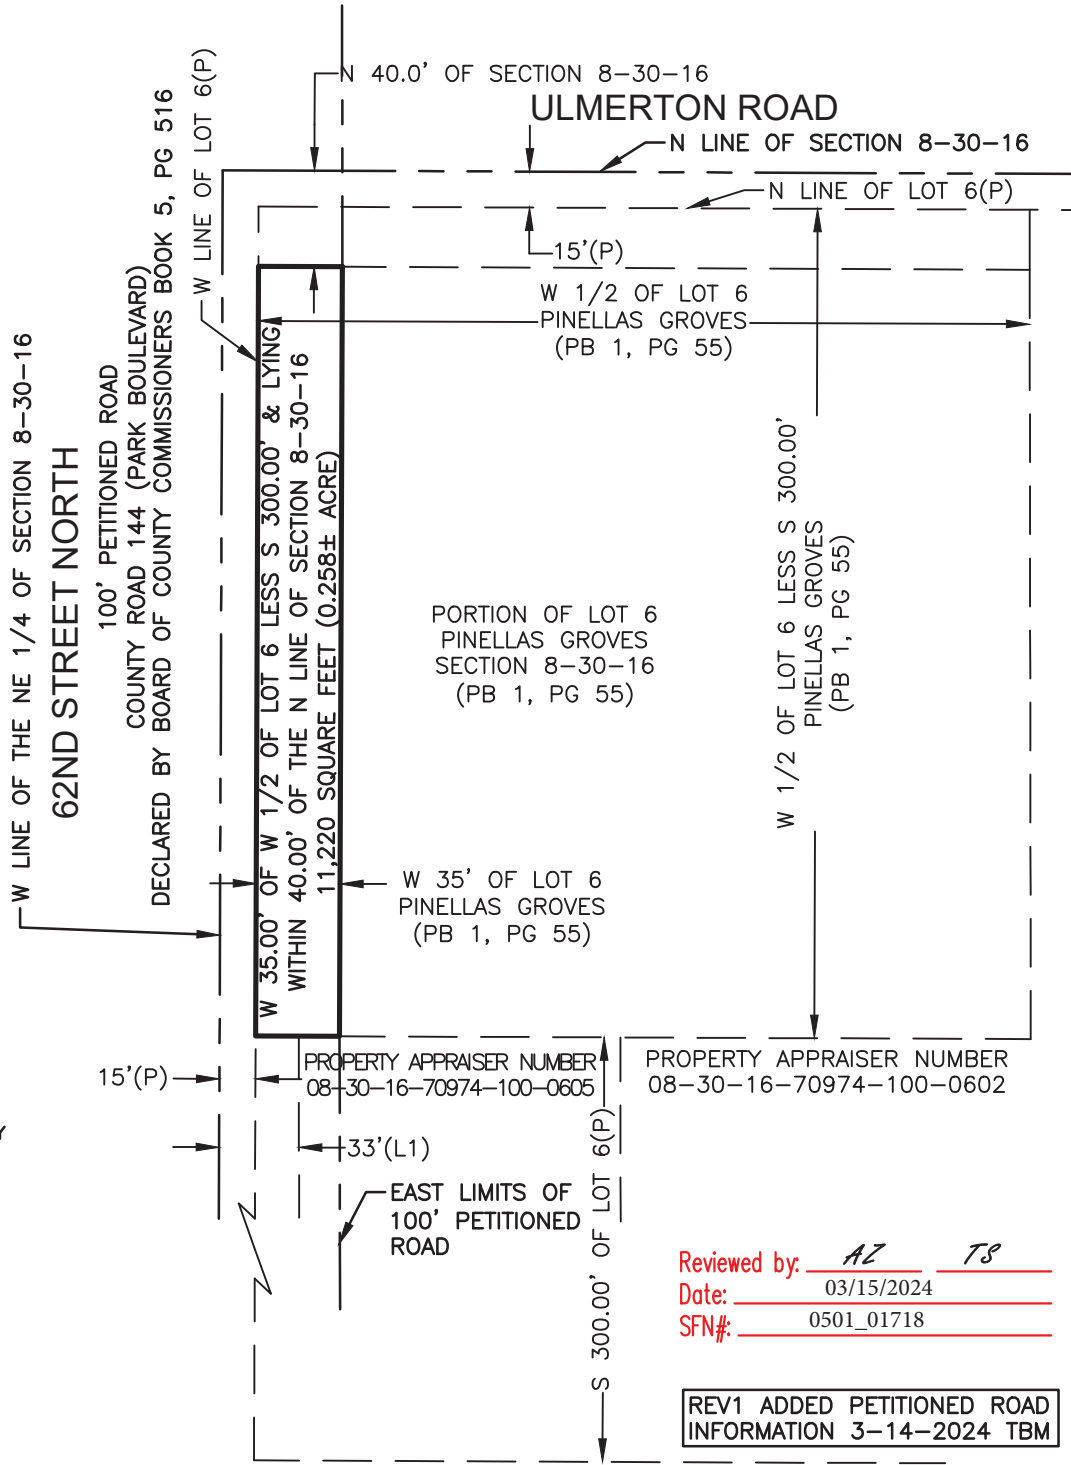 N 40.0' OF SECTION 8-30-16
ULMERTON ROAD
N LINE OF SECTION 8-30-16
N LINE OF LOT 6(P)
15'(P)
W 1/2 OF LOT 6
PINELLAS GROVES
(PB 1, PG 55)
W LINE OF THE NE 1/4 OF SECTION 8-30-16
62ND STREET NORTH
100' PETITIONED ROAD
COUNTY ROAD 144 (PARK BOULEVARD)
DECLARED BY BOARD OF COUNTY COMMISSIONERS BOOK 5, PG 516
W LINE OF LOT 6(P)
W 35.00' OF W 1/2 OF LOT 6 LESS S 300.00' & LYING
WITHIN 40.00' OF THE N LINE OF SECTION 8-30-16
11,220 SQUARE FEET (0.258± ACRE)
PORTION OF LOT 6
PINELLAS GROVES
SECTION 8-30-16
(PB 1, PG 55)
W 1/2 OF LOT 6 LESS S 300.00'
PINELLAS GROVES
(PB 1, PG 55)
W 35' OF LOT 6
PINELLAS GROVES
(PB 1, PG 55)
PROPERTY APPRAISER NUMBER
08-30-16-70974-100-0605
PROPERTY APPRAISER NUMBER
08-30-16-70974-100-0602
15'(P)
33'(L1)
EAST LIMITS OF
100' PETITIONED
ROAD
S 300.00' OF LOT 6(P)
Reviewed by: AZ TS
Date: 03/15/2024
SFN#: 0501_01718
REV1 ADDED PETITIONED ROAD
INFORMATION 3-14-2024 TBM